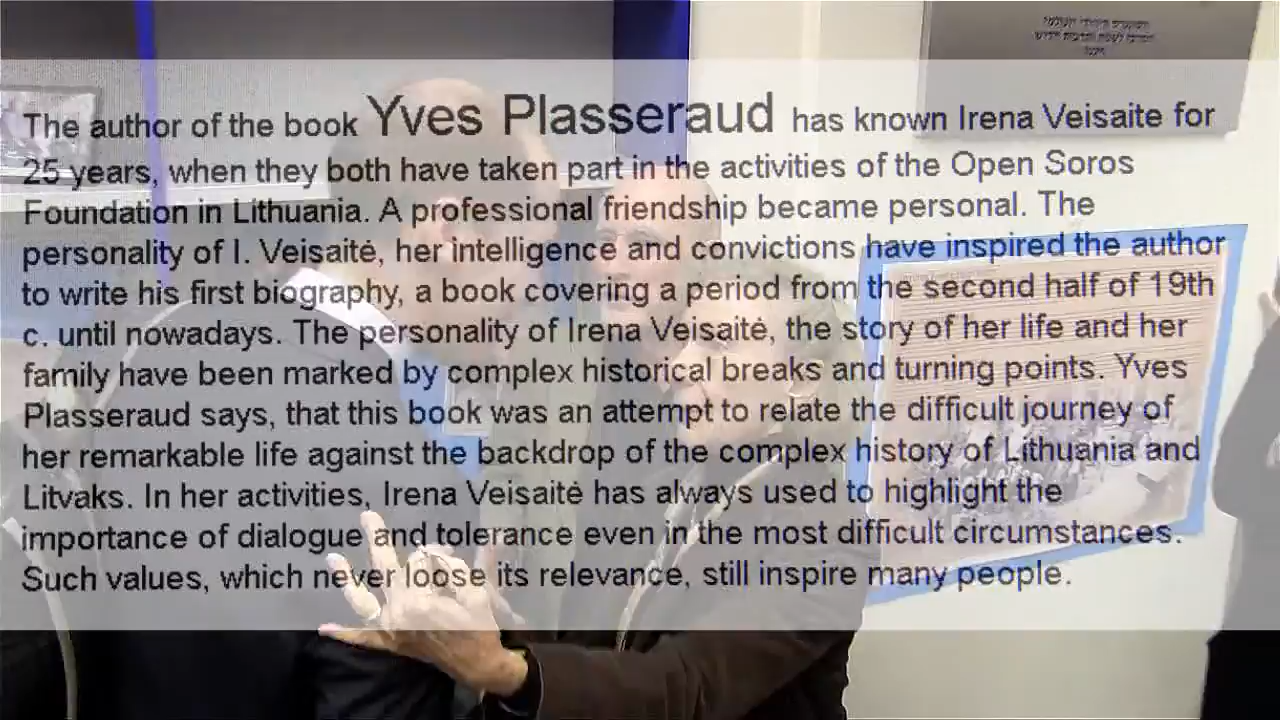 The author of the book Yves Plasseraud has known Irena Veisaite for
25 years, when they both have taken part in the activities of the Open Soros
Foundation in Lithuania. A professional friendship became personal. The
personality of I. Veisaitė, her intelligence and convictions have inspired the author
to write his first biography, a book covering a period from the second half of 19th
c. until nowadays. The personality of Irena Veisaitė, the story of her life and her
family have been marked by complex historical breaks and turning points. Yves
Plasseraud says, that this book was an attempt to relate the difficult journey of
her remarkable life against the backdrop of the complex history of Lithuania and
Litvaks. In her activities, Irena Veisaitė has always used to highlight the
importance of dialogue and tolerance even in the most difficult circumstances.
Such values, which never loose its relevance, still inspire many people.